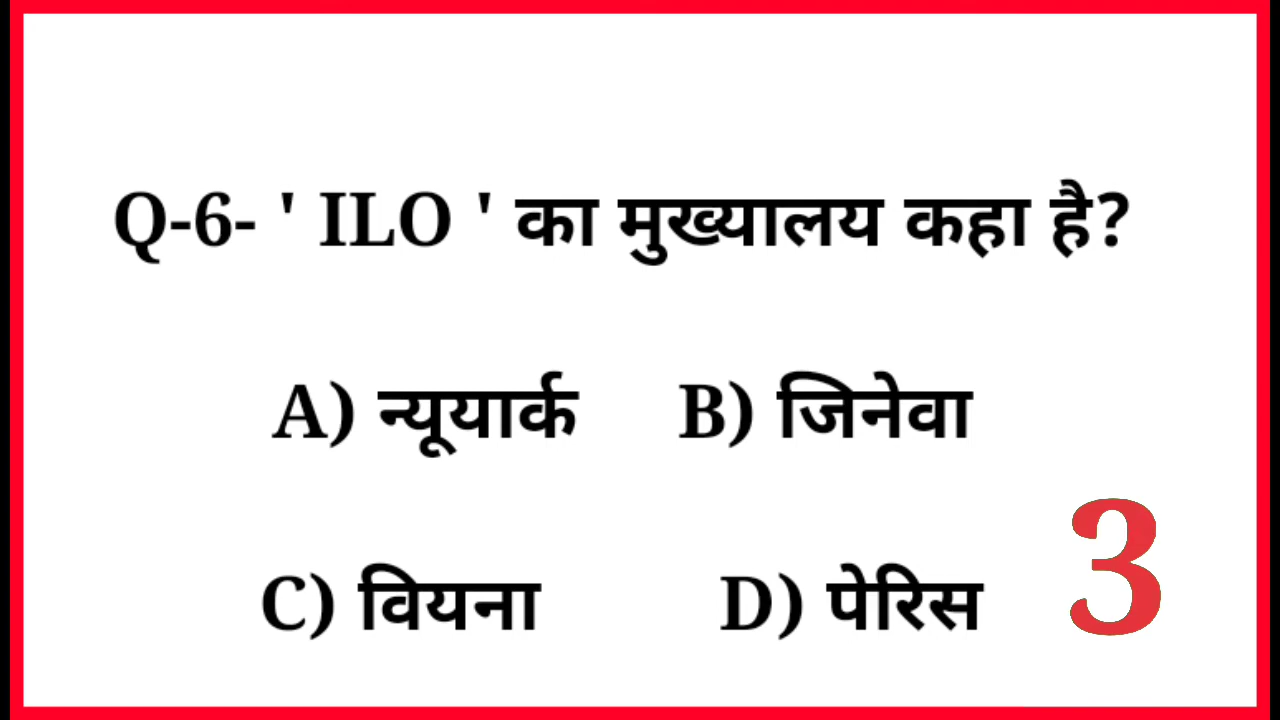 Q-6- ' ILO ' का मुख्यालय कहा है?
A) न्यूयार्क B) जिनेवा
C) वियना D) पेरिस
3